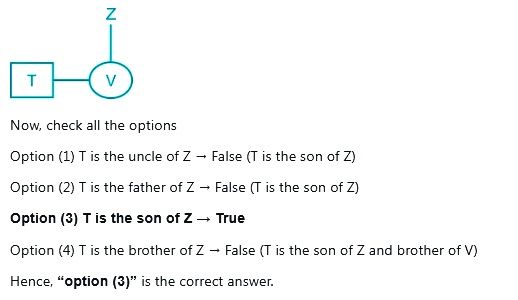 Z
T V
Now, check all the options
Option (1) T is the uncle of Z → False (T is the son of Z)
Option (2) T is the father of Z → False (T is the son of Z)
Option (3) T is the son of Z → True
Option (4) T is the brother of Z → False (T is the son of Z and brother of V)
Hence, “option (3)” is the correct answer.